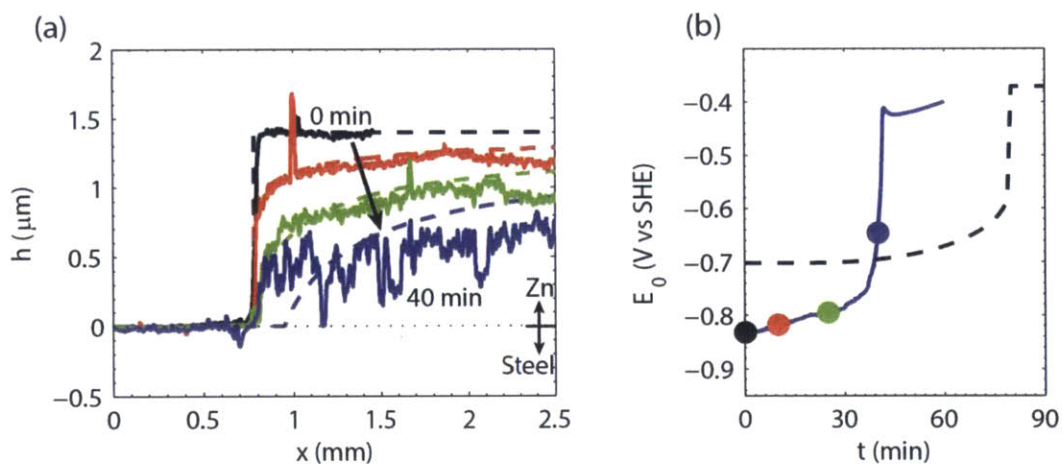 (a)
2
1.5
1
0.5
0
−0.5
h (μm)
0 min
40 min
Zn
Steel
0
0.5
1
1.5
2
2.5
x (mm)
(b)
−0.4
−0.5
−0.6
−0.7
−0.8
−0.9
E0 (V vs SHE)
0
30
60
90
t (min)